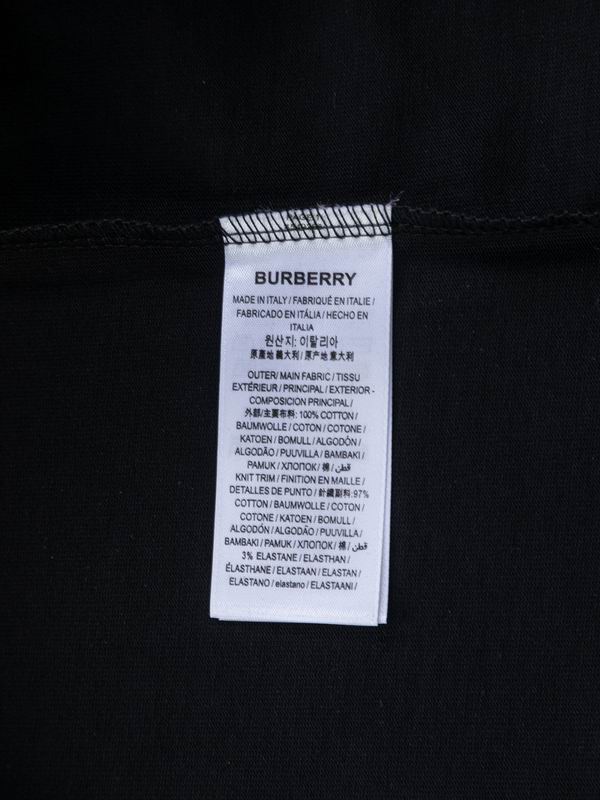 BURBERRY
MADE IN ITALY / FABRIQUÉ EN ITALIE /
FABRICADO EN ITÁLIA / HECHO EN
ITALIA
원산지: 이탈리아
原產地 義大利 / 原产地 意大利
OUTER / MAIN FABRIC / TISSU
EXTÉRIEUR / PRINCIPAL / EXTERIOR -
COMPOSICION PRINCIPAL /
外部/主要布料: 100% COTTON /
BAUMWOLLE / COTON / COTONE /
KATOEN / BOMULL / ALGODÓN /
ALGODÃO / PUUVILLA / BAMBAKI /
PAMUK / ХЛОПОК / 棉 / قطن /
KNIT TRIM / FINITION EN MAILLE /
DETALLES DE PUNTO / 針織副料: 97%
COTTON / BAUMWOLLE / COTON /
COTONE / KATOEN / BOMULL /
ALGODÓN / ALGODÃO / PUUVILLA /
BAMBAKI / PAMUK / ХЛОПОК / 棉 / قطن
3% ELASTANE / ELASTHAN /
ÉLASTHANE / ELASTAAN / ELASTAN /
ELASTANO / elastano / ELASTAANI /